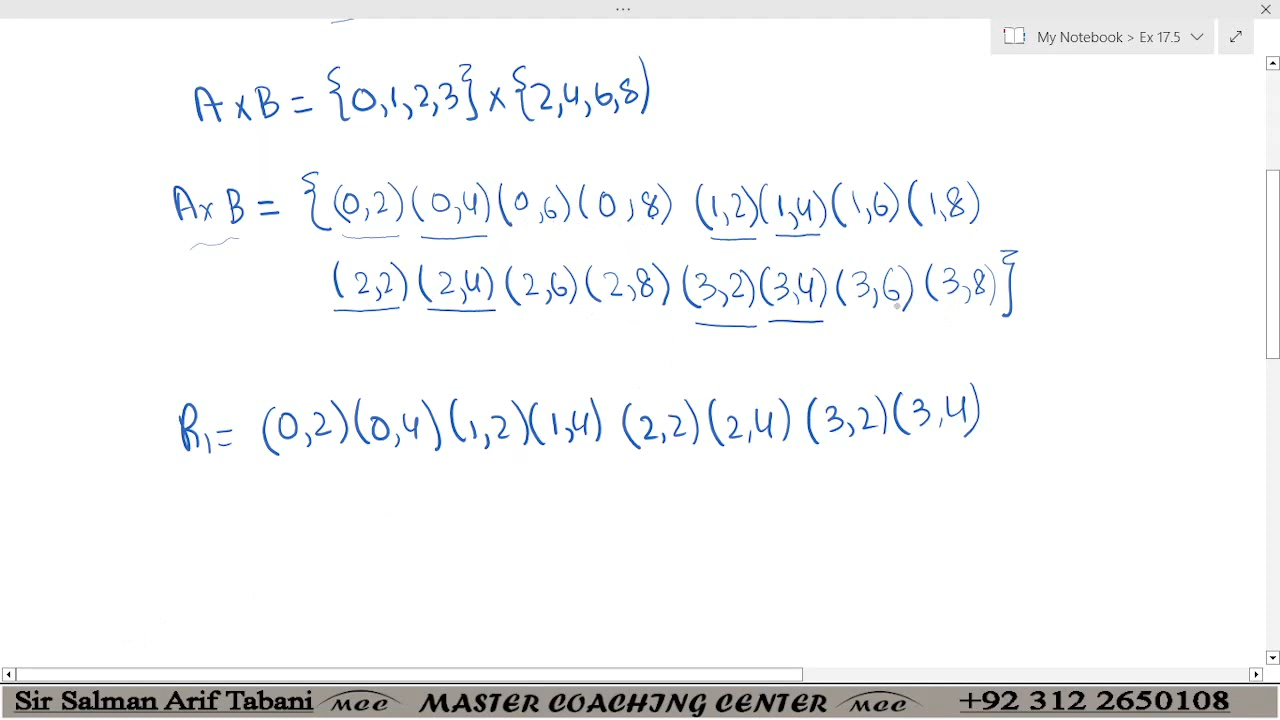 ...
My Notebook > Ex 17.5
A x B = {0,1,2,3} x {2,4,6,8)
A x B = {(0,2)(0,4)(0,6)(0,8) (1,2)(1,4)(1,6)(1,8)
(2,2)(2,4)(2,6)(2,8)(3,2)(3,4)(3,6)(3,8)}
R₁= (0,2)(0,4)(1,2)(1,4) (2,2)(2,4)(3,2)(3,4)
Sir Salman Arif Tabani mcc MASTER COACHING CENTER mcc +92 312 2650108